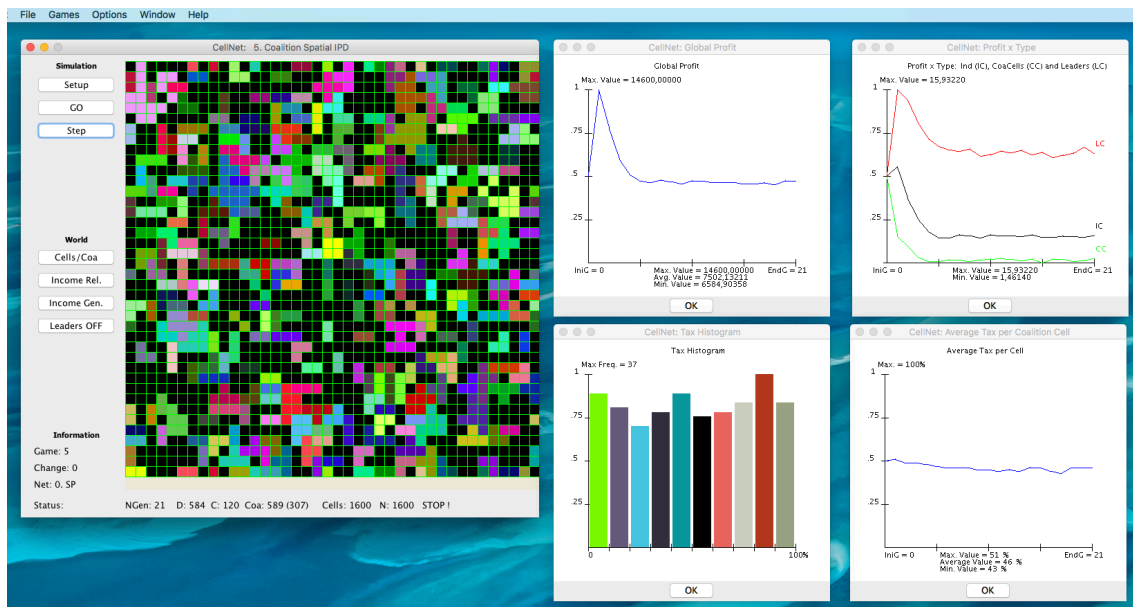 File Games Options Window Help
CellNet: 5. Coalition Spatial IPD
Simulation
Setup
GO
Step
World
Cells/Coa
Income Rel.
Income Gen.
Leaders OFF
Information
Game: 5
Change: 0
Net: 0. SP
Status: NGen: 21 D: 584 C: 120 Coa: 589 (307) Cells: 1600 N: 1600 STOP !
CellNet: Global Profit
Global Profit
Max. Value = 14600,00000
1
.75
.5
.25
IniG = 0 Max. Value = 14600,00000 EndG = 21
Avg. Value = 7502,13211
Min. Value = 6584,90358
OK
CellNet: Profit x Type
Profit x Type: Ind (IC), CoaCells (CC) and Leaders (LC)
Max. Value = 15,93220
1
.75
LC
.5
.25
IC
CC
IniG = 0 Max. Value = 15,93220 EndG = 21
Min. Value = 1,46140
OK
CellNet: Tax Histogram
Tax Histogram
Max Freq. = 37
1
.75
.5
.25
0 100%
OK
CellNet: Average Tax per Coalition Cell
Average Tax per Cell
Max. = 100%
1
.75
.5
.25
IniG = 0 Max. Value = 51 % EndG = 21
Average Value = 46 %
Min. Value = 43 %
OK